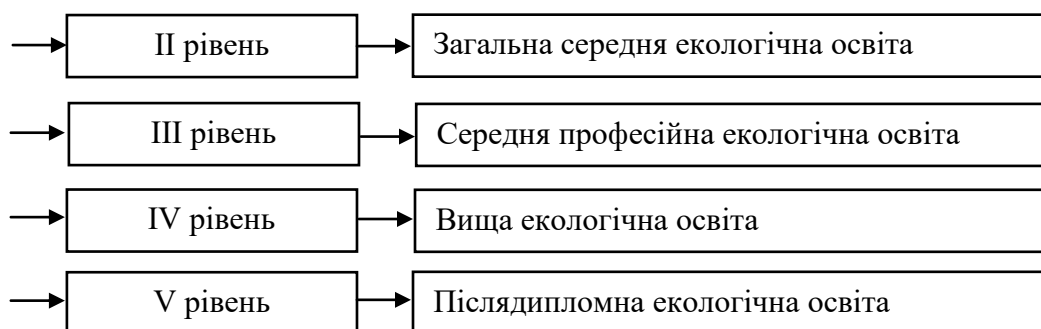 II рівень
Загальна середня екологічна освіта
III рівень
Середня професійна екологічна освіта
IV рівень
Вища екологічна освіта
V рівень
Післядипломна екологічна освіта